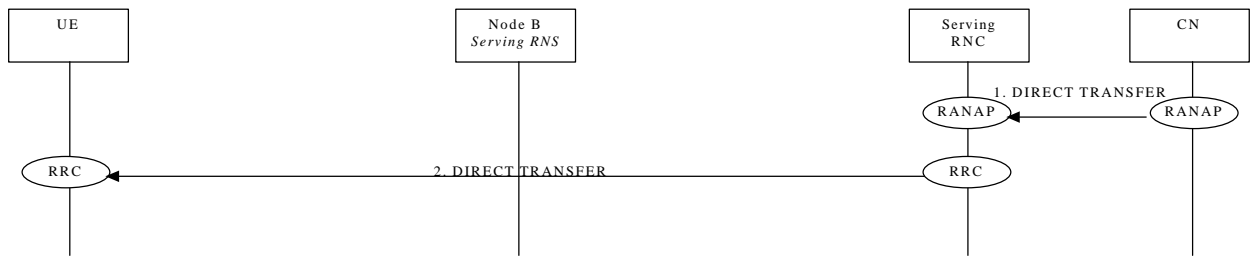 UE
Node B
Serving RNS
Serving
RNC
CN
1. DIRECT TRANSFER
RANAP
RANAP
RRC
2. DIRECT TRANSFER
RRC